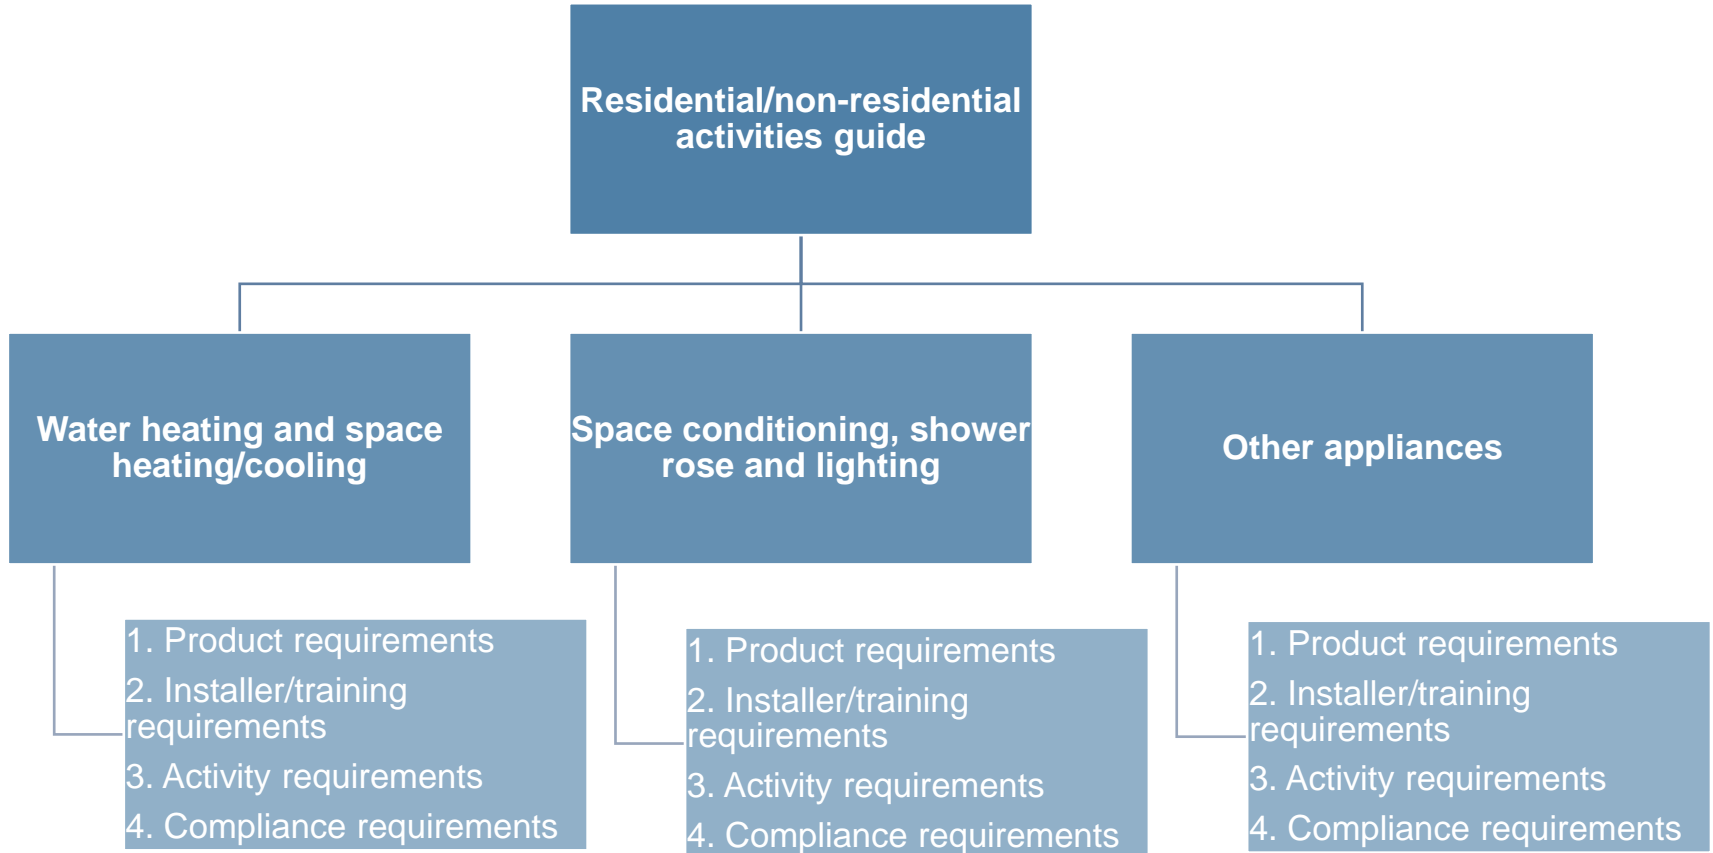 Residential/non-residential
activities guide
Water heating and space
heating/cooling
Space conditioning, shower
rose and lighting
Other appliances
1. Product requirements
2. Installer/training
requirements
3. Activity requirements
4. Compliance requirements
1. Product requirements
2. Installer/training
requirements
3. Activity requirements
4. Compliance requirements
1. Product requirements
2. Installer/training
requirements
3. Activity requirements
4. Compliance requirements